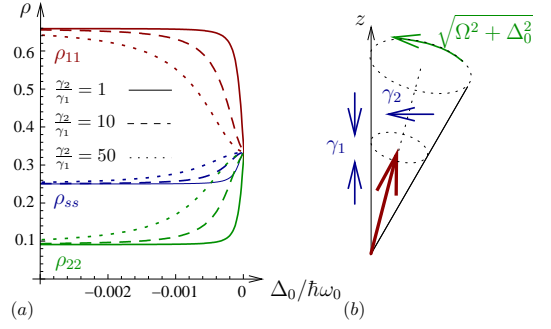 ρ
0.6
0.5
0.4
0.3
0.2
0.1
ρ₁₁
γ₂/γ₁ = 1
γ₂/γ₁ = 10
γ₂/γ₁ = 50
ρₛₛ
ρ₂₂
−0.002 −0.001 0
(a) Δ₀/ℏω₀
z
√(Ω² + Δ₀²)
γ₂
γ₁
(b)